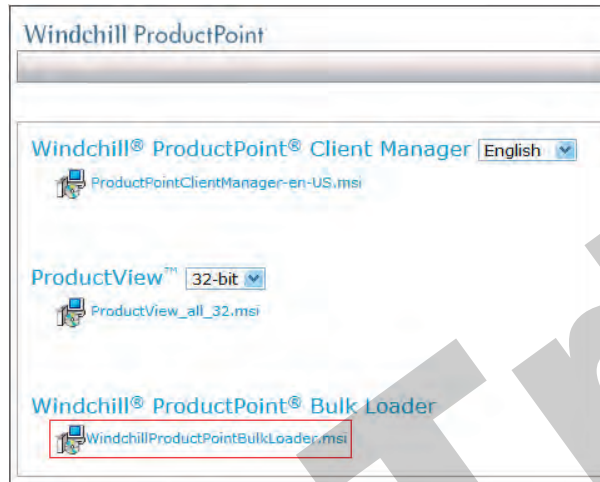 Windchill ProductPoint
Windchill® ProductPoint® Client Manager English
ProductPointClientManager-en-US.msi
ProductView™ 32-bit
ProductView_all_32.msi
Windchill® ProductPoint® Bulk Loader
WindchillProductPointBulkLoader.msi